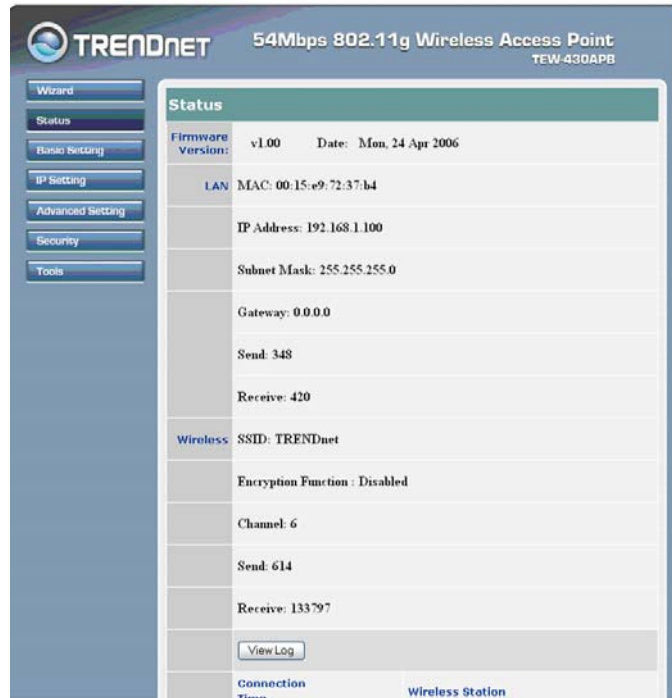 TRENDNET
54Mbps 802.11g Wireless Access Point
TEW-430APB
Wizard
Status
Basic Setting
IP Setting
Advanced Setting
Security
Tools
Status
Firmware Version: v1.00 Date: Mon, 24 Apr 2006
LAN MAC: 00:15:e9:72:37:b4
IP Address: 192.168.1.100
Subnet Mask: 255.255.255.0
Gateway: 0.0.0.0
Send: 348
Receive: 420
Wireless SSID: TRENDnet
Encryption Function : Disabled
Channel: 6
Send: 614
Receive: 133797
View Log
Connection
Time
Wireless Station